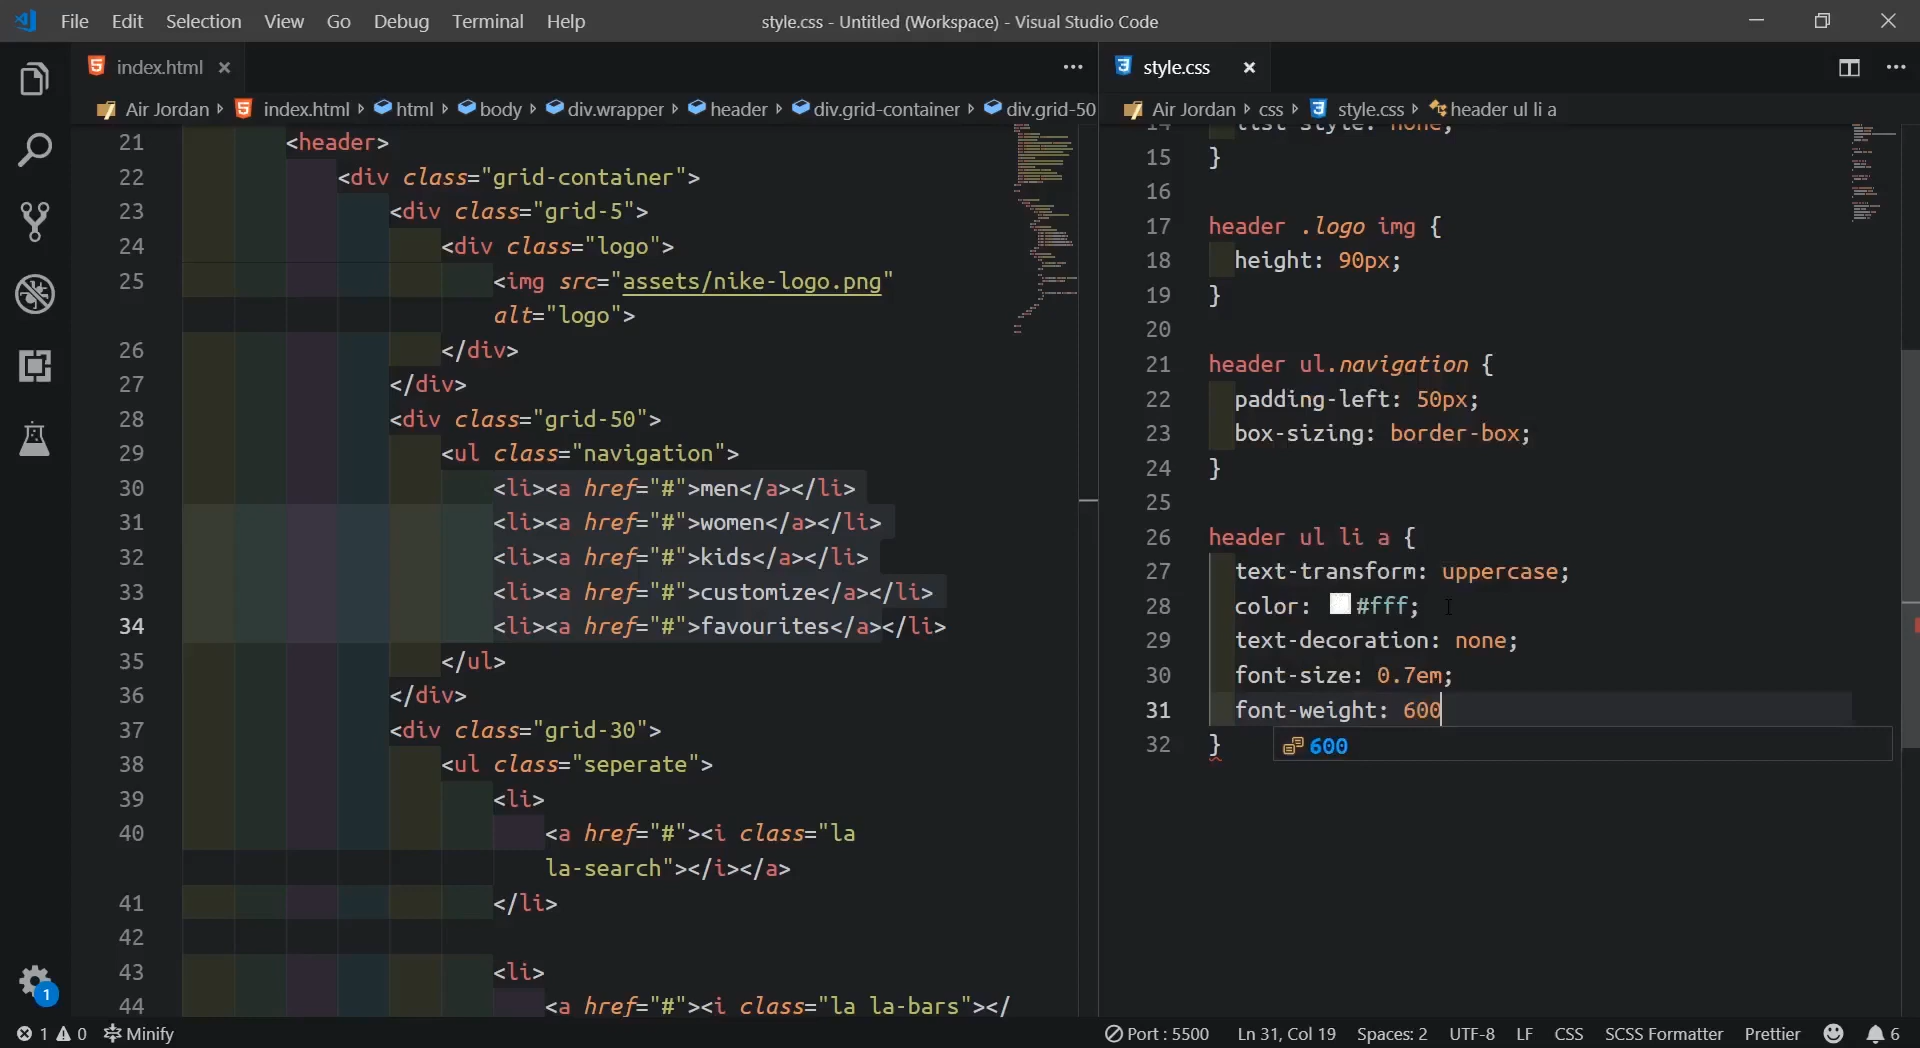 File Edit Selection View Go Debug Terminal Help
style.css - Untitled (Workspace) - Visual Studio Code
index.html
Air Jordan index.html html body div.wrapper header div.grid-container div.grid-50
21 <header>
22 <div class="grid-container">
23 <div class="grid-5">
24 <div class="logo">
25 <img src="assets/nike-logo.png"
alt="logo">
26 </div>
27 </div>
28 <div class="grid-50">
29 <ul class="navigation">
30 <li><a href="#">men</a></li>
31 <li><a href="#">women</a></li>
32 <li><a href="#">kids</a></li>
33 <li><a href="#">customize</a></li>
34 <li><a href="#">favourites</a></li>
35 </ul>
36 </div>
37 <div class="grid-30">
38 <ul class="seperate">
39 <li>
40 <a href="#"><i class="la
la-search"></i></a>
41 </li>
42
43 <li>
44 <a href="#"><i class="la la-bars"></
style.css
Air Jordan css style.css header ul li a
14 list-style: none;
15 }
16
17 header .logo img {
18 height: 90px;
19 }
20
21 header ul.navigation {
22 padding-left: 50px;
23 box-sizing: border-box;
24 }
25
26 header ul li a {
27 text-transform: uppercase;
28 color: #fff;
29 text-decoration: none;
30 font-size: 0.7em;
31 font-weight: 600
600
32 }
1
1 0 Minify
Port : 5500 Ln 31, Col 19 Spaces: 2 UTF-8 LF CSS SCSS Formatter Prettier 6